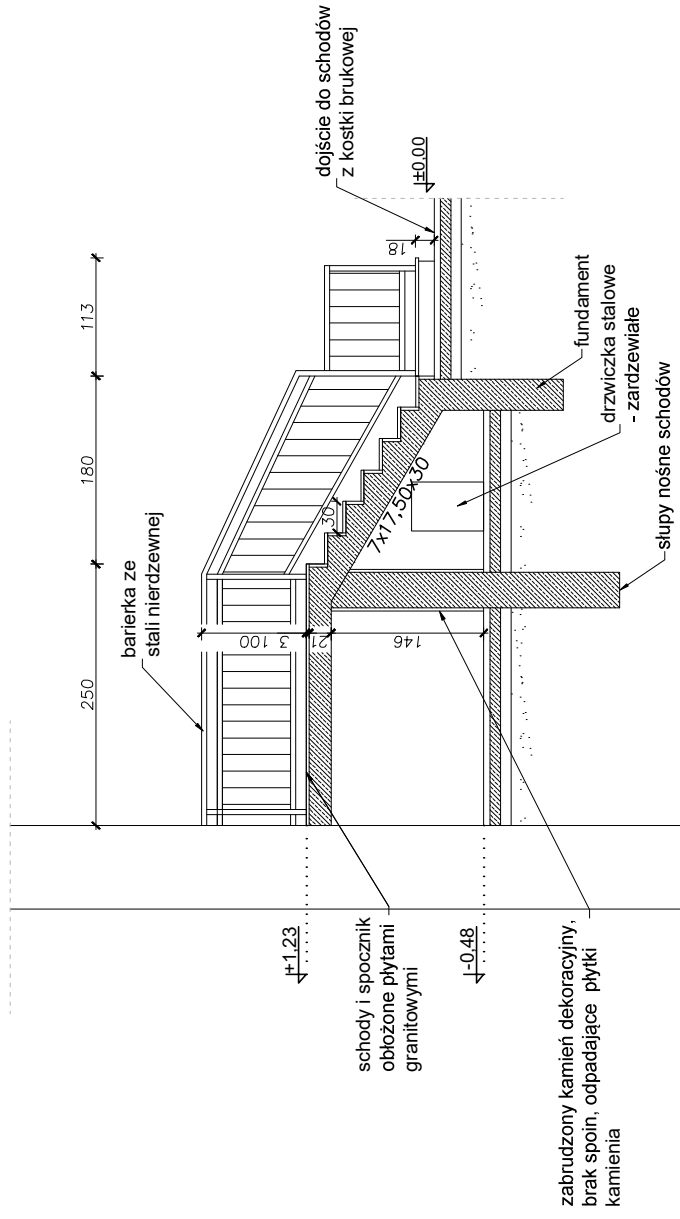 250
180
113
barierka ze
stali nierdzewnej
dojście do schodów
z kostki brukowej
±0.00
18
30
7x17,50x30
100
3
21
146
±1,23
-0,48
schody i spocznik
obłożone płytami
granitowymi
fundament
drzwiczka stalowe
- zardzewiałe
słupy nośne schodów
zabrudzony kamień dekoracyjny,
brak spoin, odpadające płytki
kamienia